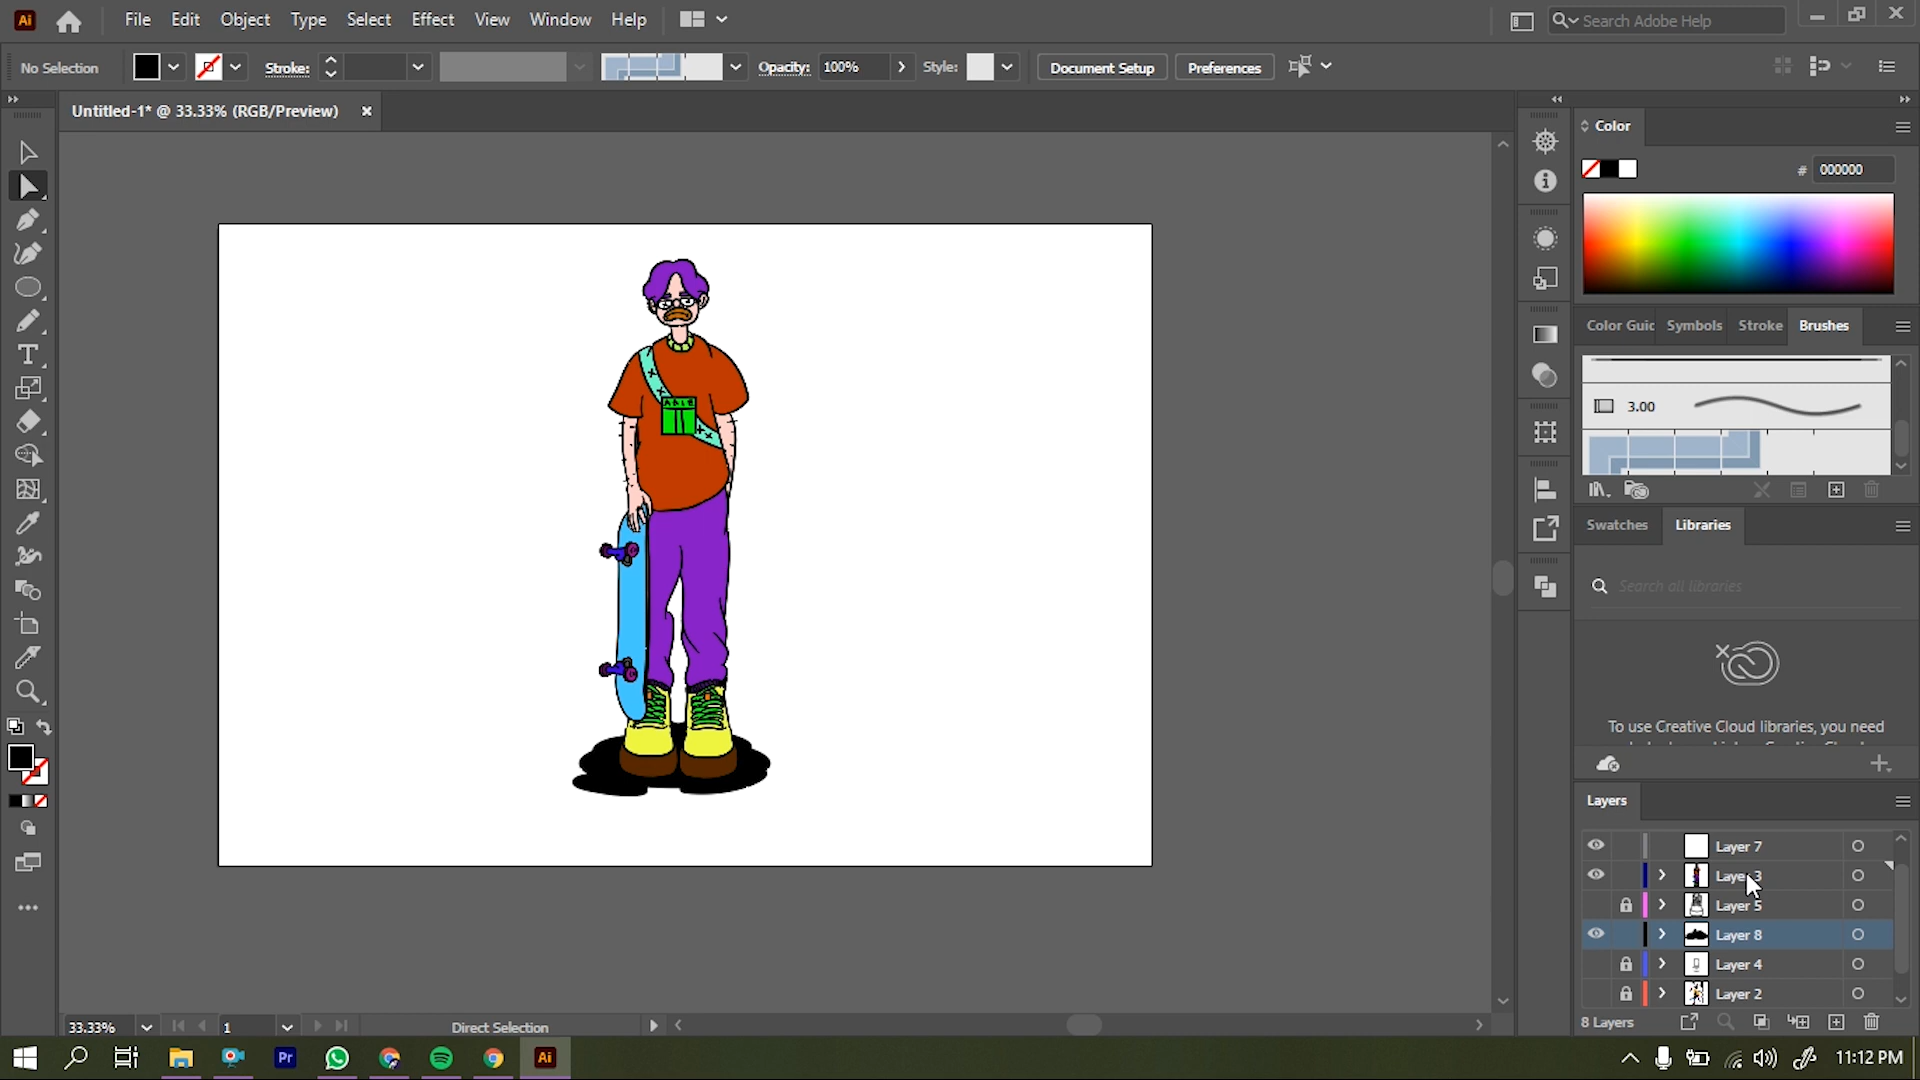 Ai File Edit Object Type Select Effect View Window Help Search Adobe Help
No Selection Stroke: Opacity: 100% Style: Document Setup Preferences
Untitled-1* @ 33.33% (RGB/Preview)
Color
# 000000
Color Guid Symbols Stroke Brushes
3.00
Swatches Libraries
Search all libraries
To use Creative Cloud libraries, you need
Layers
Layer 7
Layer 3
Layer 5
Layer 8
Layer 4
Layer 2
33.33% 1 Direct Selection 8 Layers
Pr Ai 11:12 PM